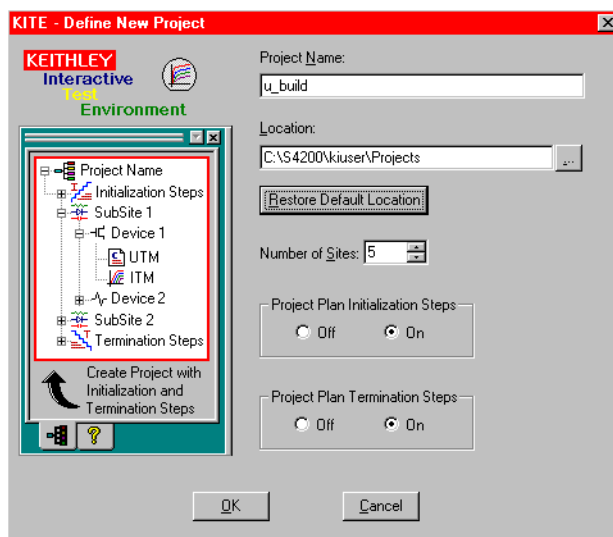 KITE - Define New Project
KEITHLEY
Interactive
Test
Environment
Project Name
Initialization Steps
SubSite 1
Device 1
UTM
ITM
Device 2
SubSite 2
Termination Steps
Create Project with
Initialization and
Termination Steps
Project Name:
u_build
Location:
C:\S4200\kiuser\Projects
...
Restore Default Location
Number of Sites: 5
Project Plan Initialization Steps
Off On
Project Plan Termination Steps
Off On
OK Cancel